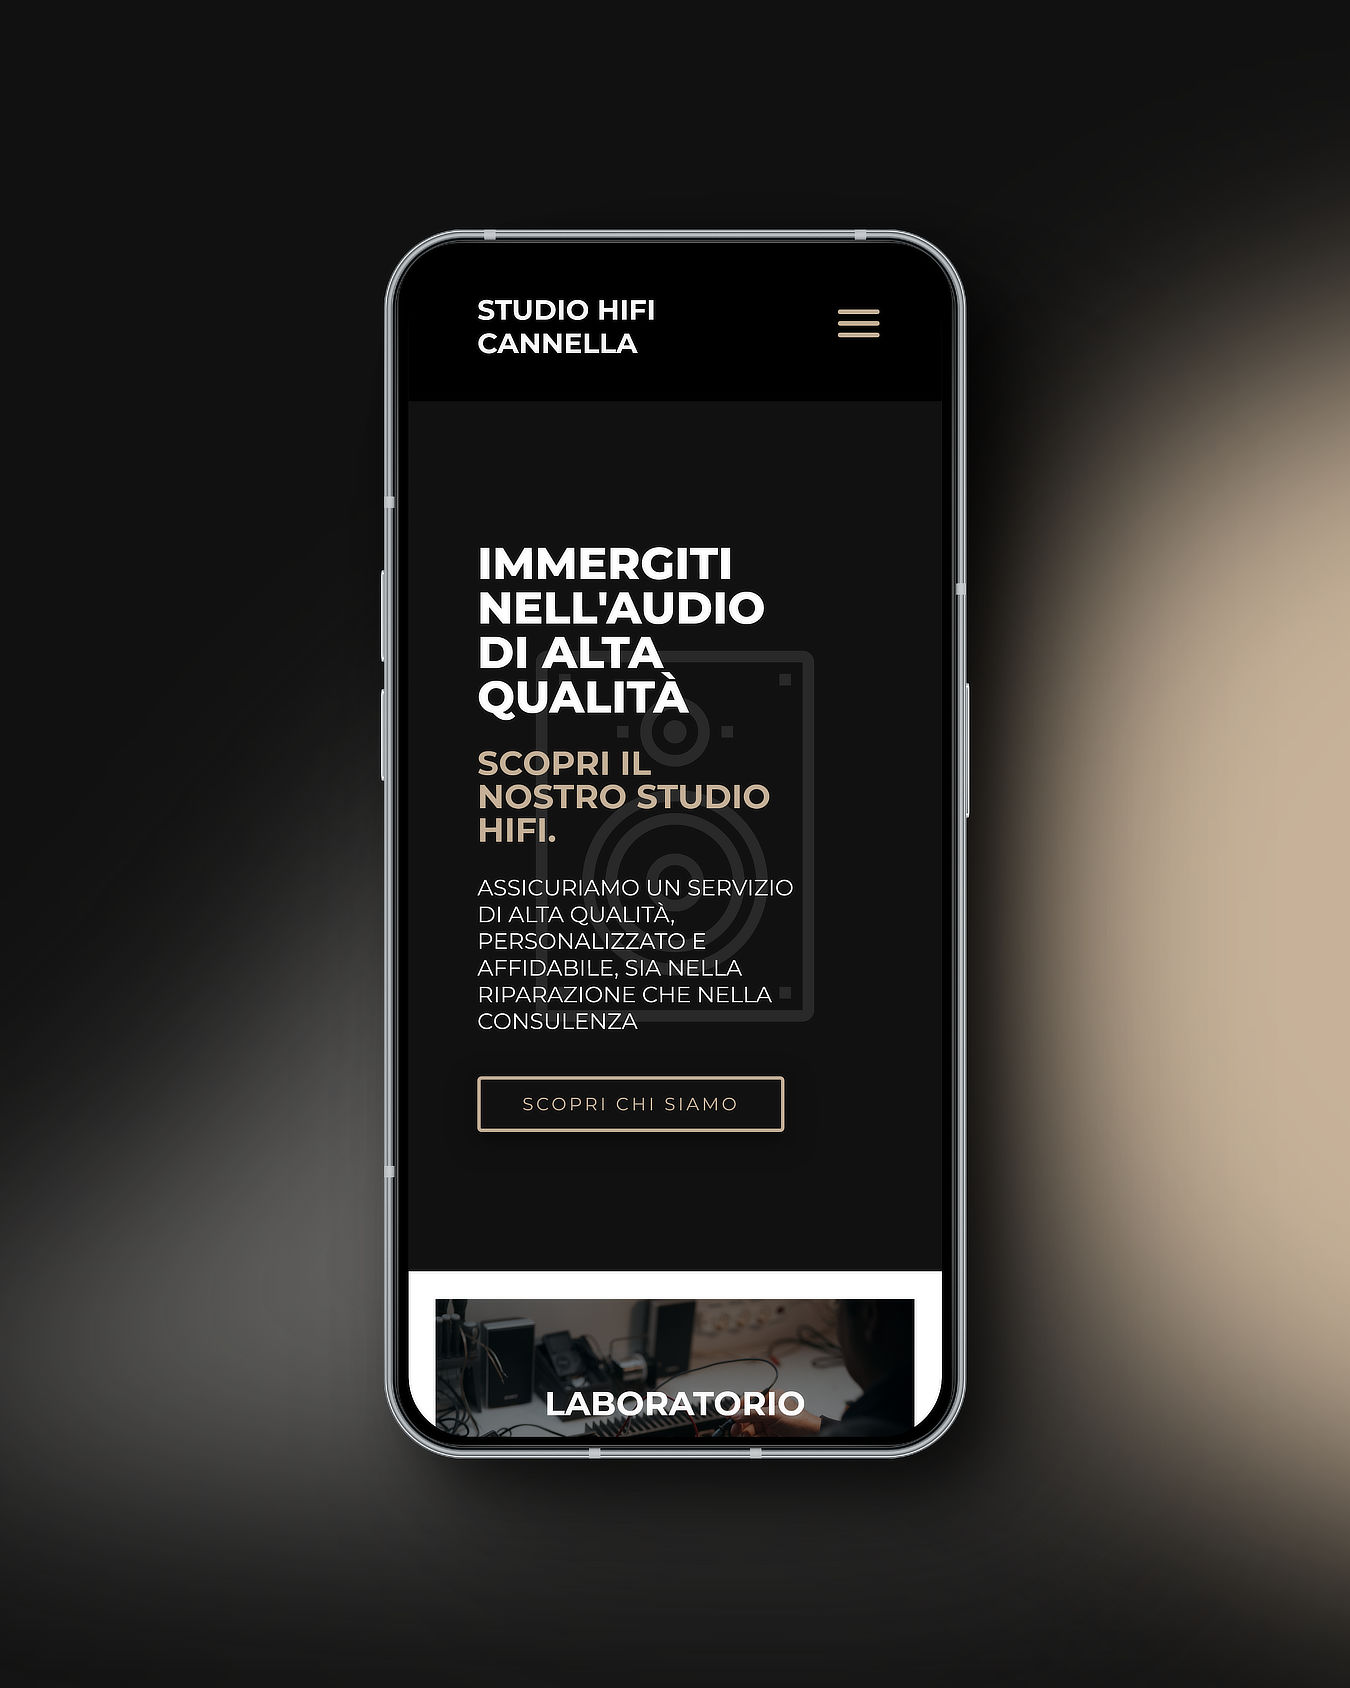 STUDIO HIFI
CANNELLA
IMMERGITI
NELL'AUDIO
DI ALTA
QUALITÀ
SCOPRI IL
NOSTRO STUDIO
HIFI.
ASSICURIAMO UN SERVIZIO
DI ALTA QUALITÀ,
PERSONALIZZATO E
AFFIDABILE, SIA NELLA
RIPARAZIONE CHE NELLA
CONSULENZA
SCOPRI CHI SIAMO
LABORATORIO